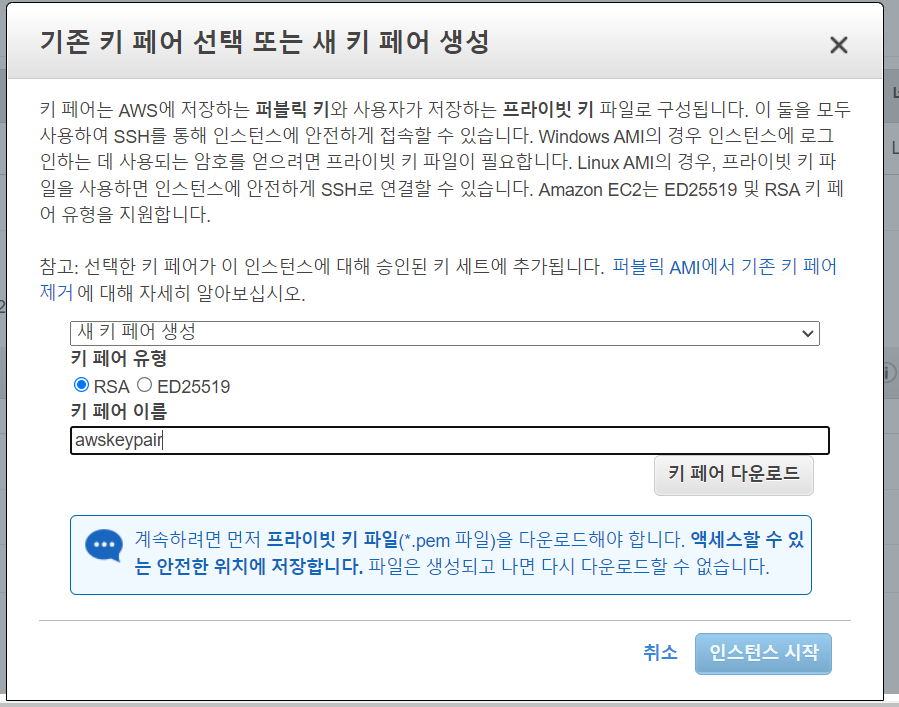 기존 키 페어 선택 또는 새 키 페어 생성
키 페어는 AWS에 저장하는 퍼블릭 키와 사용자가 저장하는 프라이빗 키 파일로 구성됩니다. 이 둘을 모두
사용하여 SSH를 통해 인스턴스에 안전하게 접속할 수 있습니다. Windows AMI의 경우 인스턴스에 로그
인하는 데 사용되는 암호를 얻으려면 프라이빗 키 파일이 필요합니다. Linux AMI의 경우, 프라이빗 키 파
일을 사용하면 인스턴스에 안전하게 SSH로 연결할 수 있습니다. Amazon EC2는 ED25519 및 RSA 키 페
어 유형을 지원합니다.
참고: 선택한 키 페어가 이 인스턴스에 대해 승인된 키 세트에 추가됩니다. 퍼블릭 AMI에서 기존 키 페어
제거에 대해 자세히 알아보십시오.
새 키 페어 생성
키 페어 유형
RSA ED25519
키 페어 이름
awskeypair
키 페어 다운로드
계속하려면 먼저 프라이빗 키 파일(*.pem 파일)을 다운로드해야 합니다. 액세스할 수 있
는 안전한 위치에 저장합니다. 파일은 생성되고 나면 다시 다운로드할 수 없습니다.
취소 인스턴스 시작